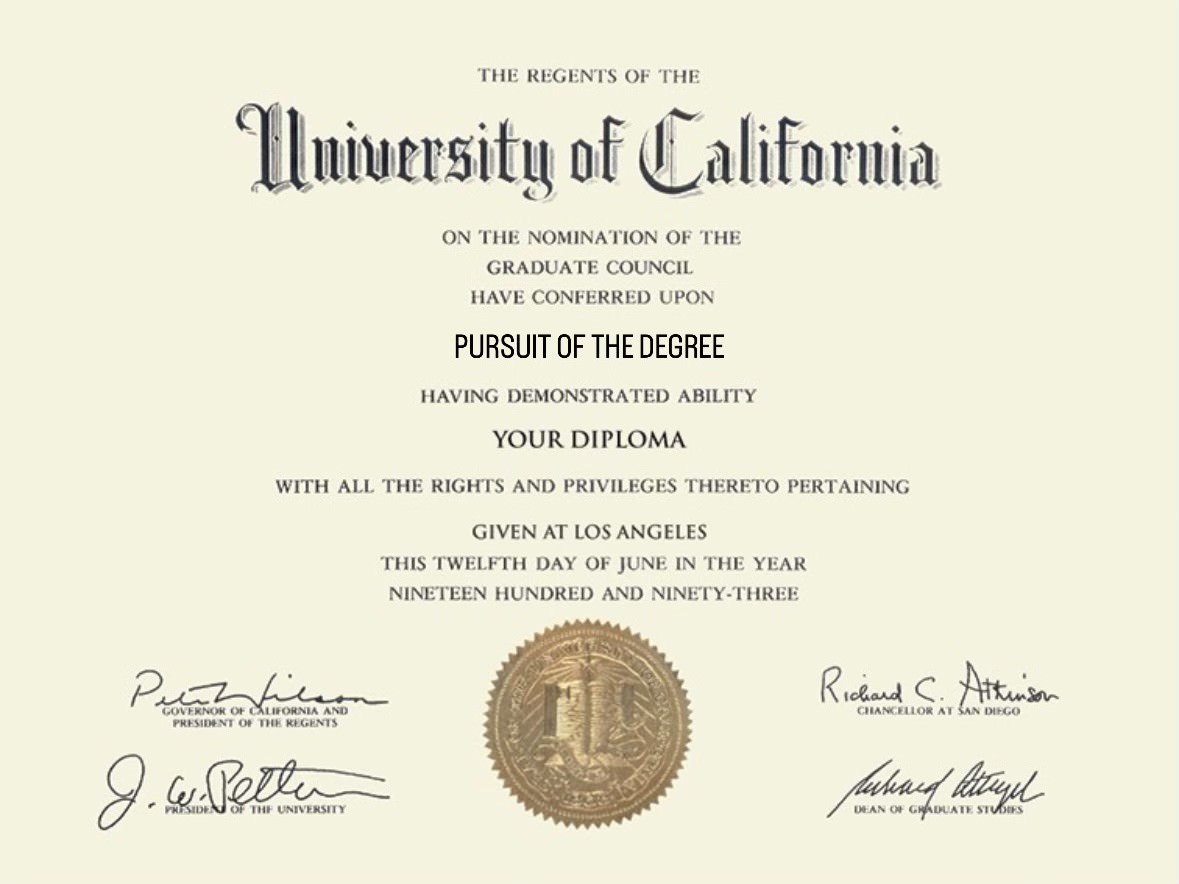 THE REGENTS OF THE
University of California
ON THE NOMINATION OF THE
GRADUATE COUNCIL
HAVE CONFERRED UPON
PURSUIT OF THE DEGREE
HAVING DEMONSTRATED ABILITY
YOUR DIPLOMA
WITH ALL THE RIGHTS AND PRIVILEGES THERETO PERTAINING
GIVEN AT LOS ANGELES
THIS TWELFTH DAY OF JUNE IN THE YEAR
NINETEEN HUNDRED AND NINETY-THREE
Pete Wilson
GOVERNOR OF CALIFORNIA AND
PRESIDENT OF THE REGENTS
J. W. Peltason
PRESIDENT OF THE UNIVERSITY
Richard C. Atkinson
CHANCELLOR AT SAN DIEGO
Richard Attiyeh
DEAN OF GRADUATE STUDIES